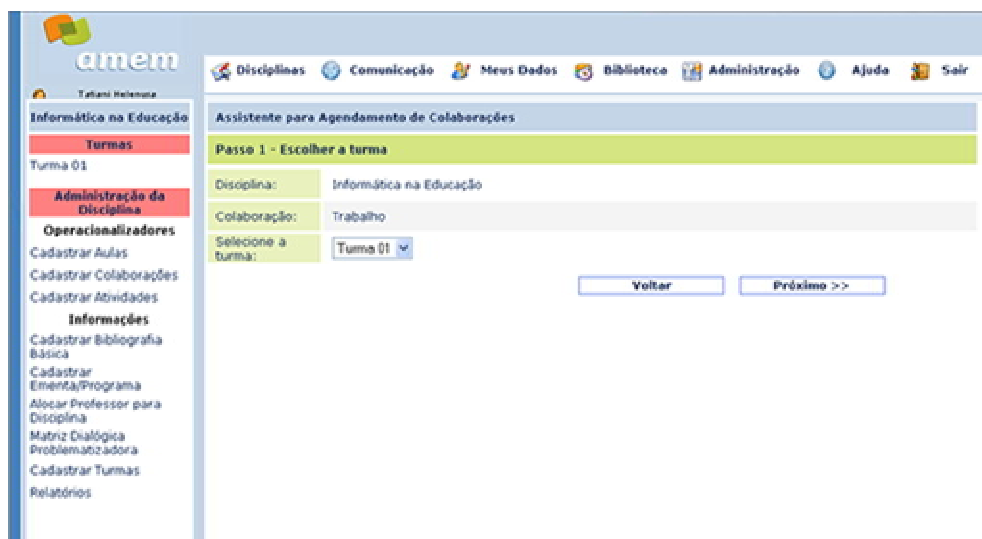 amem
Disciplinas Comunicação Meus Dados Biblioteca Administração Ajuda Sair
Tatiani
Informática na Educação
Turmas
Turma 01
Administração da
Disciplina
Operacionalizadores
Cadastrar Aulas
Cadastrar Colaborações
Cadastrar Atividades
Informações
Cadastrar Bibliografia
Básica
Cadastrar
Ementa/Programa
Alocar Professor para
Disciplina
Matriz Dialógica
Problematizadora
Cadastrar Turmas
Relatórios
Assistente para Agendamento de Colaborações
Passo 1 - Escolher a turma
Disciplina: Informática na Educação
Colaboração: Trabalho
Selecione a
turma: Turma 01
Voltar Próximo >>